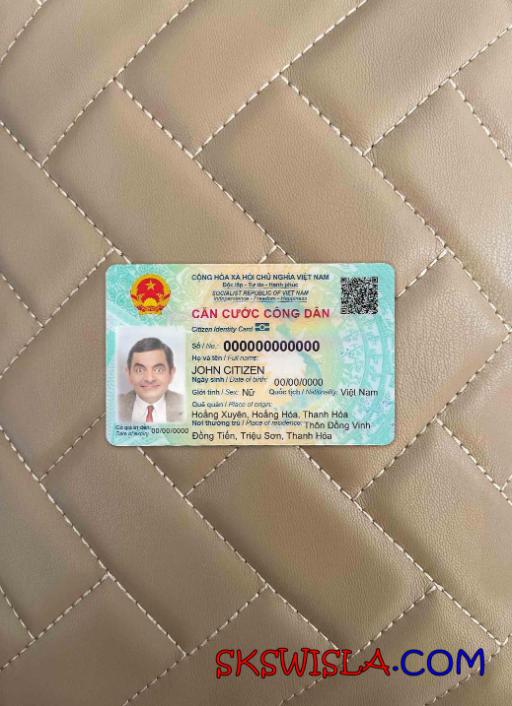 CỘNG HÒA XÃ HỘI CHỦ NGHĨA VIỆT NAM
Độc lập - Tự do - Hạnh phúc
SOCIALIST REPUBLIC OF VIET NAM
Independence - Freedom - Happiness
CĂN CƯỚC CÔNG DÂN
Citizen Identity Card
Số / No.: 000000000000
Họ và tên / Full name:
JOHN CITIZEN
Ngày sinh / Date of birth: 00/00/0000
Giới tính / Sex: Nữ Quốc tịch / Nationality: Việt Nam
Quê quán / Place of origin:
Hoằng Xuyên, Hoằng Hóa, Thanh Hóa
Nơi thường trú / Place of residence: Thôn Đồng Vinh
Đồng Tiến, Triệu Sơn, Thanh Hóa
Có giá trị đến: 00/00/0000
Date of expiry
SKSWISLA.COM